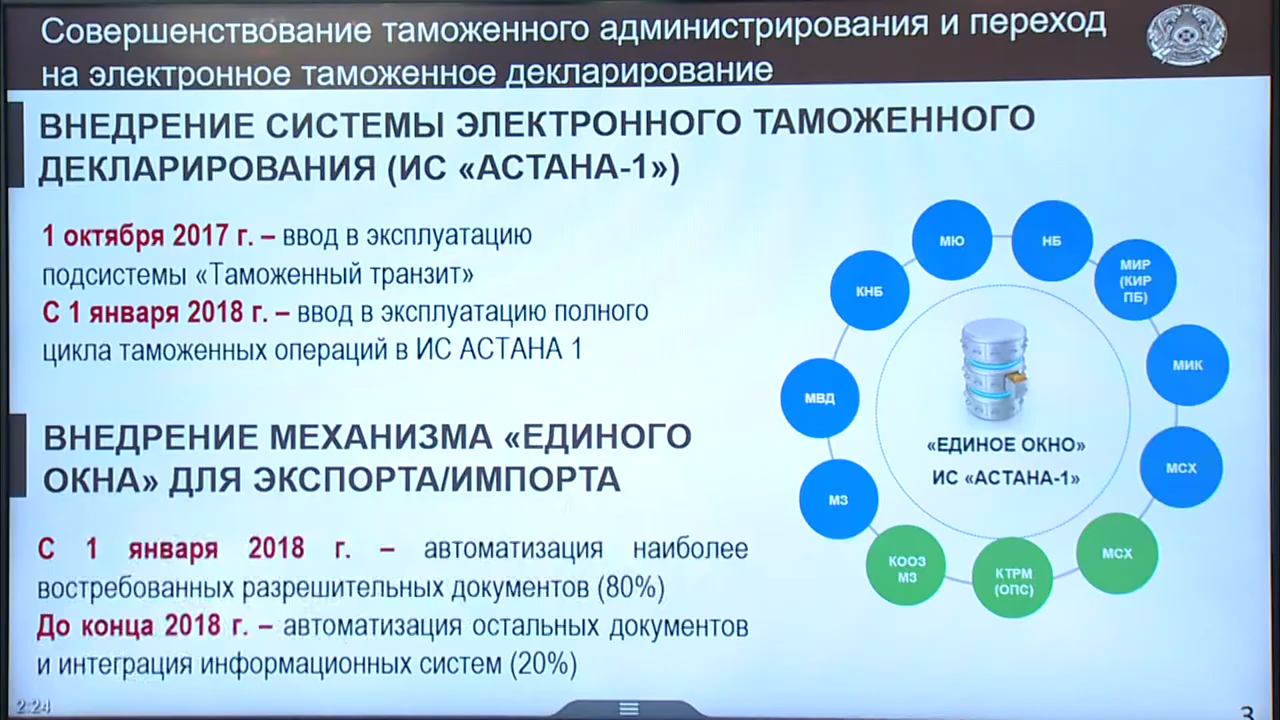 Совершенствование таможенного администрирования и переход
на электронное таможенное декларирование
ВНЕДРЕНИЕ СИСТЕМЫ ЭЛЕКТРОННОГО ТАМОЖЕННОГО
ДЕКЛАРИРОВАНИЯ (ИС «АСТАНА-1»)
1 октября 2017 г. – ввод в эксплуатацию
подсистемы «Таможенный транзит»
С 1 января 2018 г. – ввод в эксплуатацию полного
цикла таможенных операций в ИС АСТАНА 1
ВНЕДРЕНИЕ МЕХАНИЗМА «ЕДИНОГО
ОКНА» ДЛЯ ЭКСПОРТА/ИМПОРТА
С 1 января 2018 г. – автоматизация наиболее
востребованных разрешительных документов (80%)
До конца 2018 г. – автоматизация остальных документов
и интеграция информационных систем (20%)
МЮ
НБ
МИР
(КИР
ПБ)
МИК
МСХ
МСХ
КТРМ
(ОПС)
КООЗ
МЗ
МЗ
МВД
КНБ
«ЕДИНОЕ ОКНО»
ИС «АСТАНА-1»
2:24
3